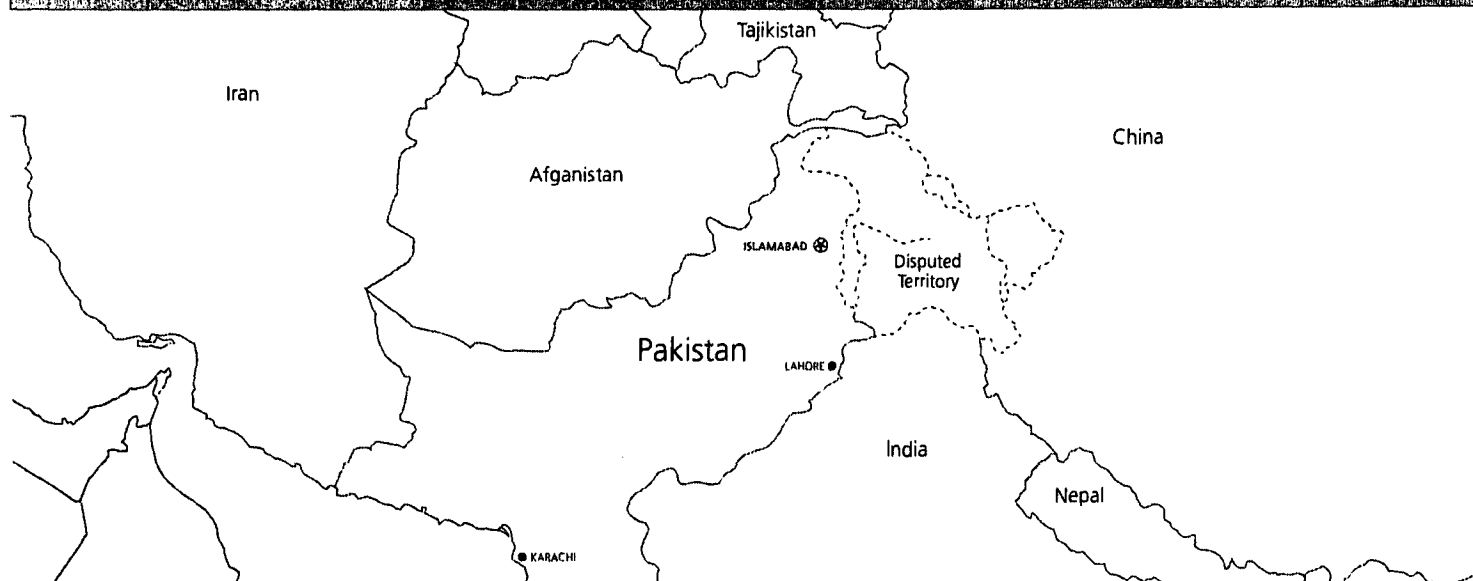 Tajikistan
Iran
China
Afganistan
ISLAMABAD
Disputed
Territory
Pakistan
LAHORE
India
Nepal
KARACHI